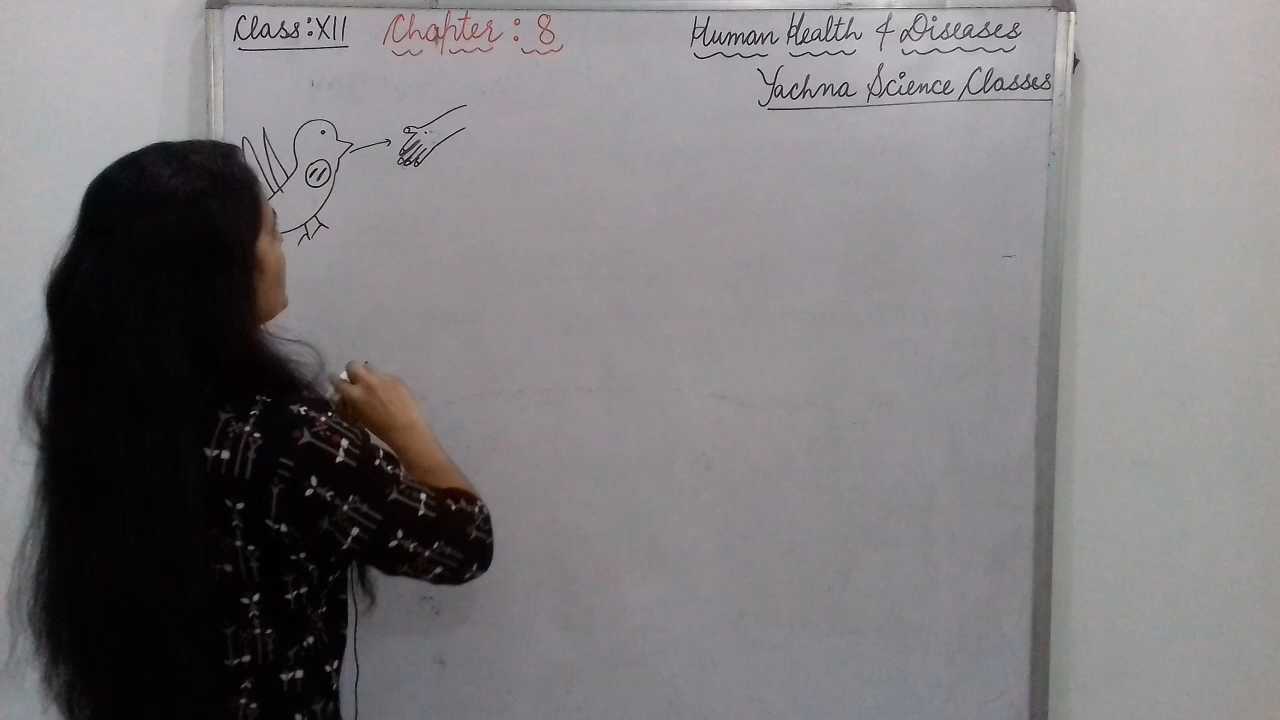 Class:XII Chapter : 8 Human Health & Diseases
Yachna Science Classes